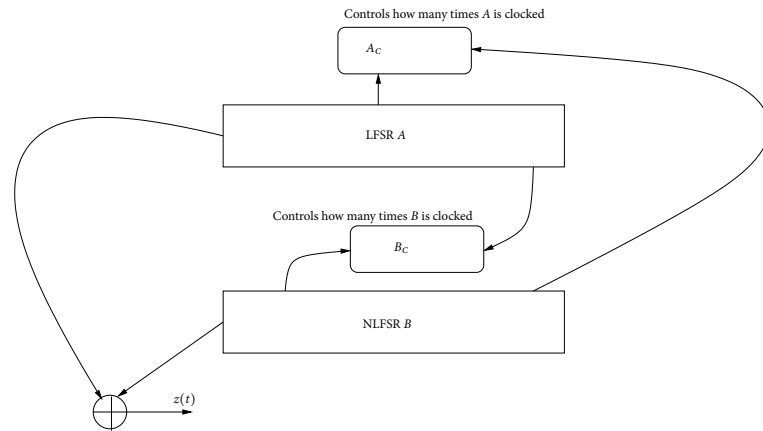 Controls how many times A is clocked
A_C
LFSR A
Controls how many times B is clocked
B_C
NLFSR B
z(t)